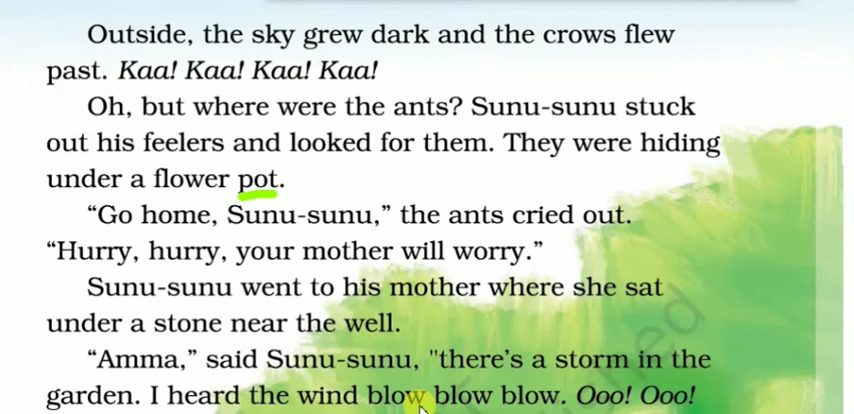 Outside, the sky grew dark and the crows flew
past. Kaa! Kaa! Kaa! Kaa!
Oh, but where were the ants? Sunu-sunu stuck
out his feelers and looked for them. They were hiding
under a flower pot.
“Go home, Sunu-sunu,” the ants cried out.
“Hurry, hurry, your mother will worry.”
Sunu-sunu went to his mother where she sat
under a stone near the well.
“Amma,” said Sunu-sunu, "there’s a storm in the
garden. I heard the wind blow blow blow. Ooo! Ooo!